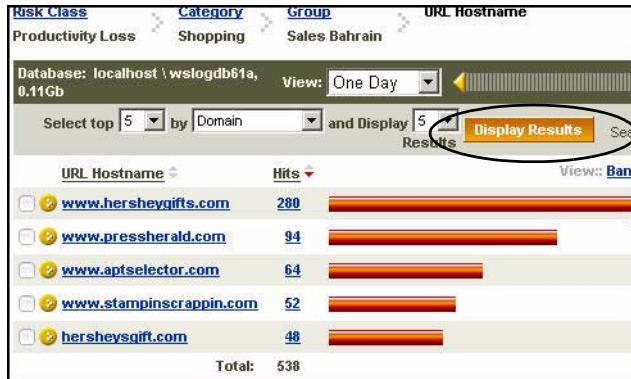 Risk Class Category Group URL Hostname
Productivity Loss Shopping Sales Bahrain
Database: localhost \ wslogdb61a,
0.11Gb
View: One Day
Select top 5 by Domain and Display 5
Results
Display Results
URL Hostname Hits View::
www.hersheygifts.com 280
www.pressherald.com 94
www.aptselector.com 64
www.stampinscrappin.com 52
hersheysgift.com 48
Total: 538